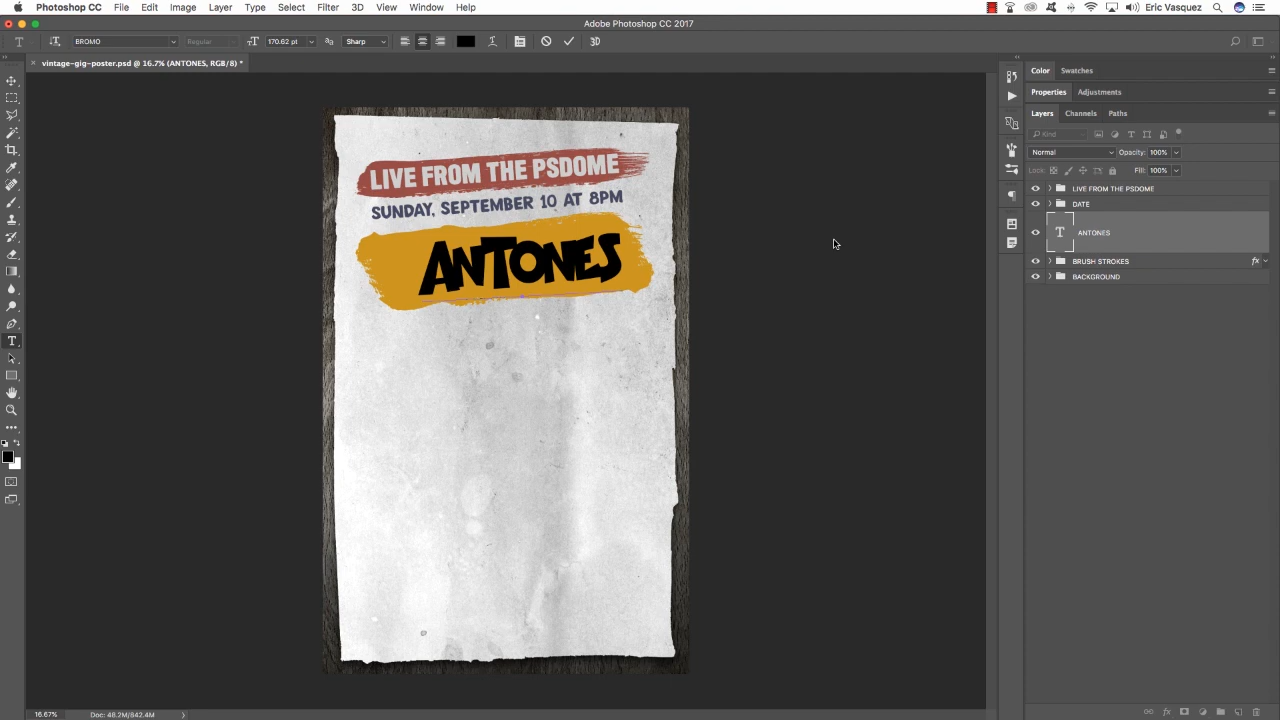 Photoshop CC File Edit Image Layer Type Select Filter 3D View Window Help Eric Vasquez
Adobe Photoshop CC 2017
BROMO Regular 170.62 pt Sharp 3D
vintage-gig-poster.psd @ 16.7% (ANTONES, RGB/8) *
Color Swatches
Properties Adjustments
Layers Channels Paths
Kind
Normal Opacity: 100%
Lock: Fill: 100%
LIVE FROM THE PSDOME
DATE
ANTONES
BRUSH STROKES fx
BACKGROUND
LIVE FROM THE PSDOME
SUNDAY, SEPTEMBER 10 AT 8PM
ANTONES
16.67% Doc: 48.2M/842.4M